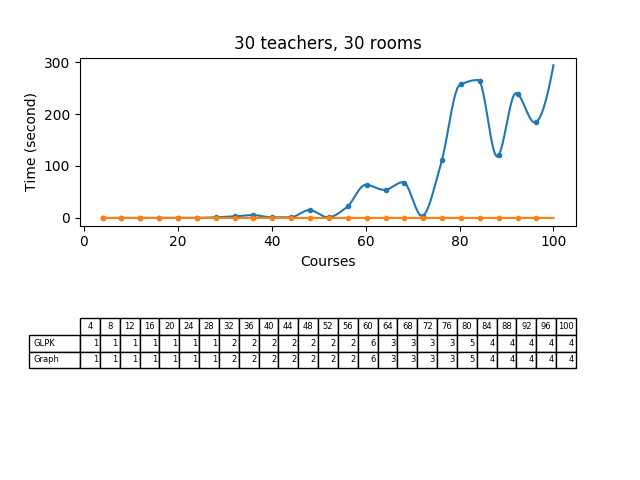 30 teachers, 30 rooms
300
200
100
0
Time (second)
0 20 40 60 80 100
Courses
4 8 12 16 20 24 28 32 36 40 44 48 52 56 60 64 68 72 76 80 84 88 92 96 100
GLPK 1 1 1 1 1 1 1 2 2 2 2 2 2 2 6 3 3 3 3 5 4 4 4 4 4
Graph 1 1 1 1 1 1 1 2 2 2 2 2 2 2 6 3 3 3 3 5 4 4 4 4 4